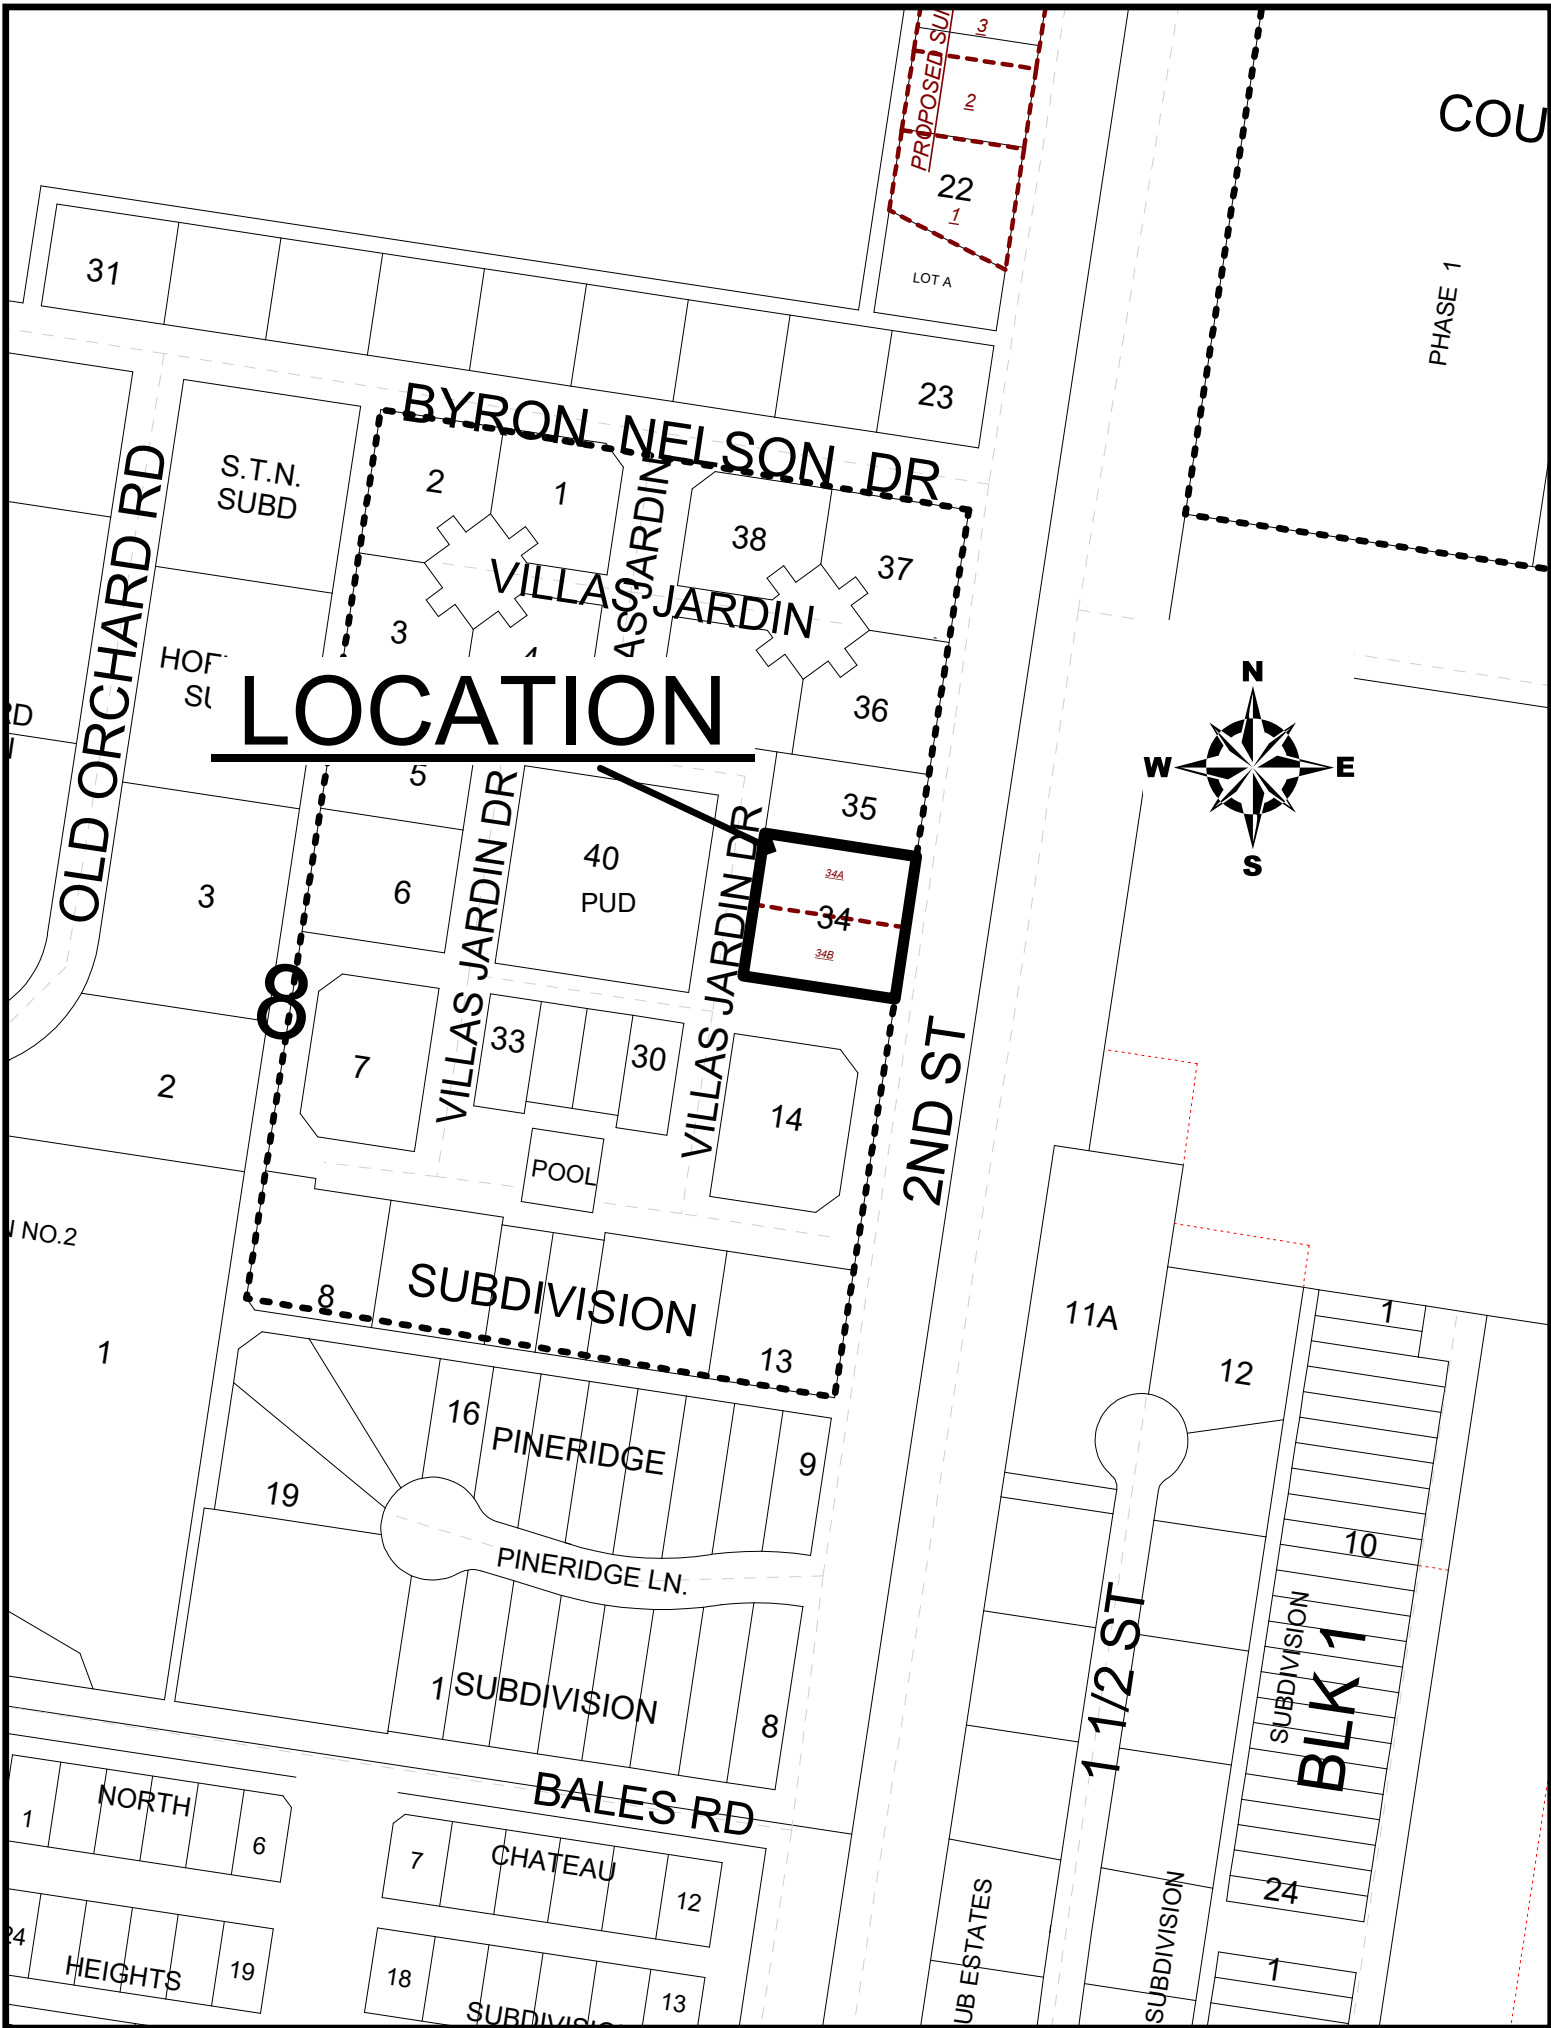 3
PROPOSED SU
2
22
1
LOT A
COU
PHASE 1
31
23
BYRON NELSON DR
OLD ORCHARD RD
S.T.N.
SUBD
2
1
38
37
VILLAS JARDIN
3
4
36
LOCATION
5
35
N
W
E
S
VILLAS JARDIN DR
40
PUD
VILLAS JARDIN DR
34A
34
34B
3
6
8
2ND ST
2
7
33
30
14
POOL
NO.2
8
SUBDIVISION
13
1
11A
12
1
16
PINERIDGE
9
19
PINERIDGE LN.
10
1
SUBDIVISION
8
1 1/2 ST
SUBDIVISION
BLK 1
BALES RD
1
NORTH
6
7
CHATEAU
12
24
24
HEIGHTS
19
18
SUBDIVISIO
13
UB ESTATES
SUBDIVISION
1